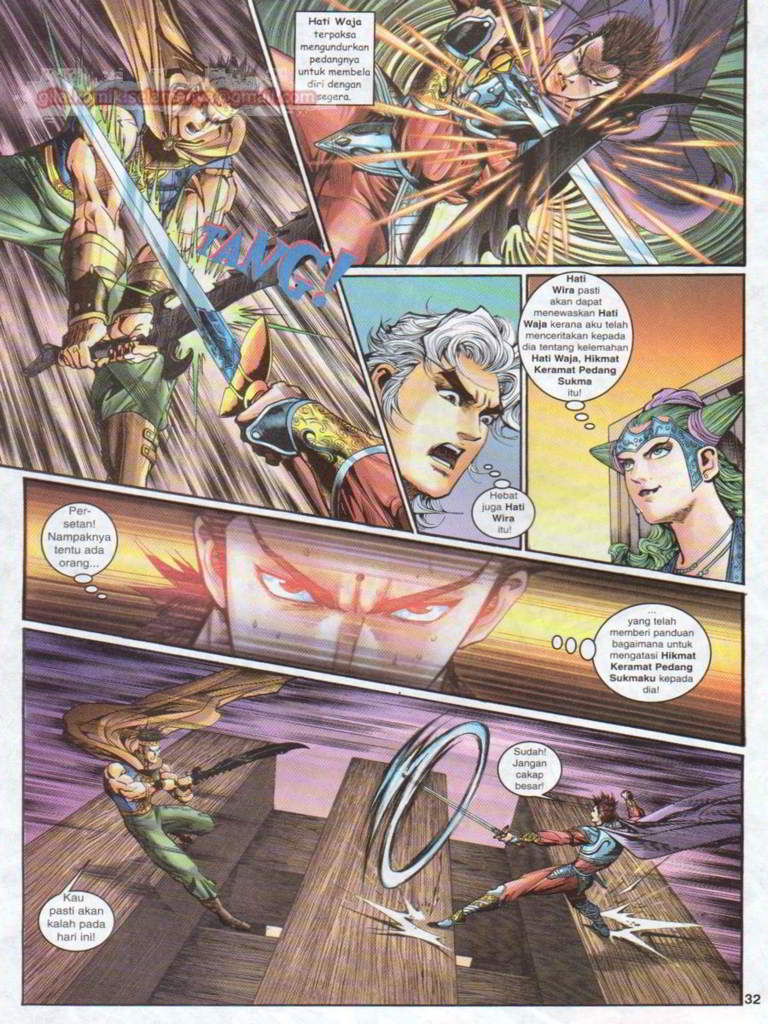 Hati Waja
terpaksa
mengundurkan
pedangnya
untuk membela
diri dengan
segera.
TANG!
Hati
Wira pasti
akan dapat
menewaskan Hati
Waja kerana aku telah
menceritakan kepada
dia tentang kelemahan
Hati Waja, Hikmat
Keramat Pedang
Sukma
itu!
Hebat
juga Hati
Wira
itu!
Per-
setan!
Nampaknya
tentu ada
orang...
...
yang telah
memberi panduan
bagaimana untuk
mengatasi Hikmat
Keramat Pedang
Sukmaku kepada
dia!
Sudah!
Jangan
cakap
besar!
Kau
pasti akan
kalah pada
hari ini!
32